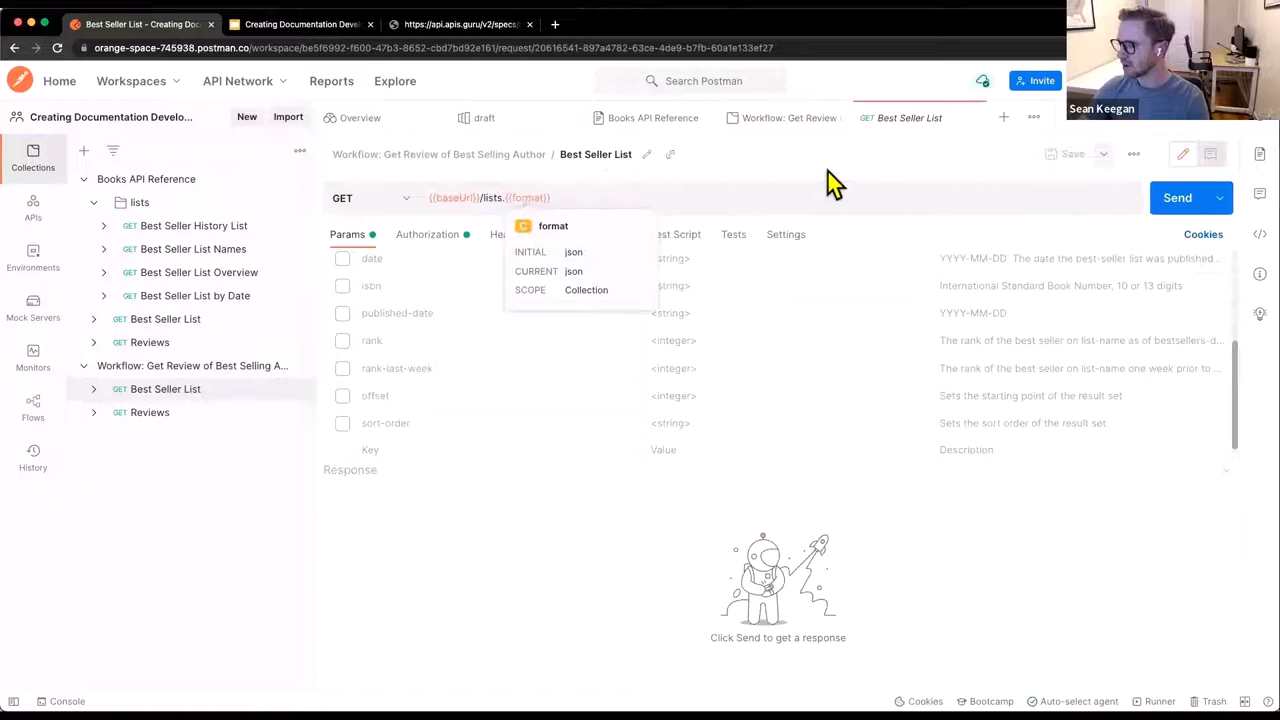 Best Seller List - Creating Doc
Creating Documentation Deve
https://api.apis.guru/v2/specs
orange-space-745938.postman.co/workspace/be5f6992-f600-47b3-8652-cbd7bd92e161/request/20616541-897a4782-63ce-4de9-b7fb-60a1e133ef27
Home
Workspaces
API Network
Reports
Explore
Search Postman
Invite
Sean Keegan
Creating Documentation Develo...
New
Import
Overview
draft
Books API Reference
Workflow: Get Review
GET Best Seller List
Collections
APIs
Environments
Mock Servers
Monitors
Flows
History
Books API Reference
lists
GET Best Seller History List
GET Best Seller List Names
GET Best Seller List Overview
GET Best Seller List by Date
GET Best Seller List
GET Reviews
Workflow: Get Review of Best Selling A...
GET Best Seller List
GET Reviews
Workflow: Get Review of Best Selling Author / Best Seller List
Save
GET
{{baseUrl}}/lists.{{format}}
Send
Params
Authorization
He
est Script
Tests
Settings
Cookies
format
INITIAL json
CURRENT json
SCOPE Collection
date <string> YYYY-MM-DD The date the best-seller list was published ...
isbn <string> International Standard Book Number, 10 or 13 digits
published-date <string> YYYY-MM-DD
rank <integer> The rank of the best seller on list-name as of bestsellers-d...
rank-last-week <integer> The rank of the best seller on list-name one week prior to ...
offset <integer> Sets the starting point of the result set
sort-order <string> Sets the sort order of the result set
Key Value Description
Response
Click Send to get a response
Console
Cookies
Bootcamp
Auto-select agent
Runner
Trash